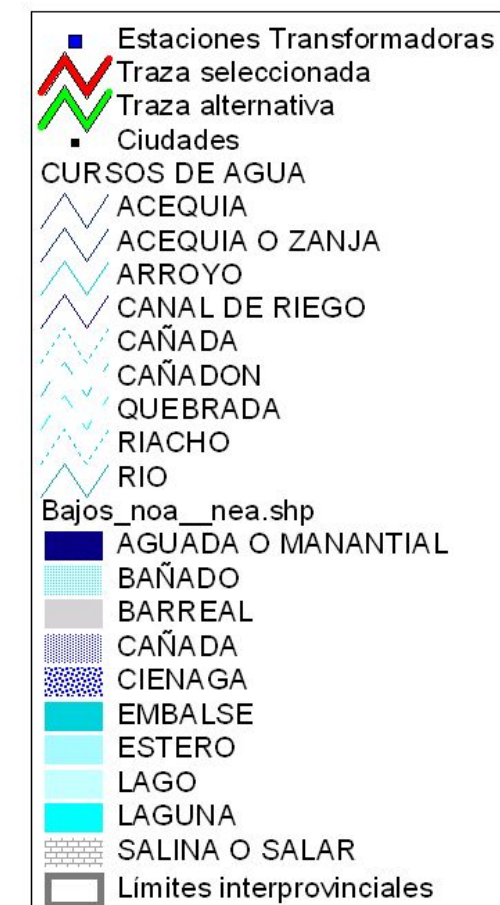 Estaciones Transformadoras
Traza seleccionada
Traza alternativa
Ciudades
CURSOS DE AGUA
ACEQUIA
ACEQUIA O ZANJA
ARROYO
CANAL DE RIEGO
CAÑADA
CAÑADON
QUEBRADA
RIACHO
RIO
Bajos_noa__nea.shp
AGUADA O MANANTIAL
BAÑADO
BARREAL
CAÑADA
CIENAGA
EMBALSE
ESTERO
LAGO
LAGUNA
SALINA O SALAR
Límites interprovinciales